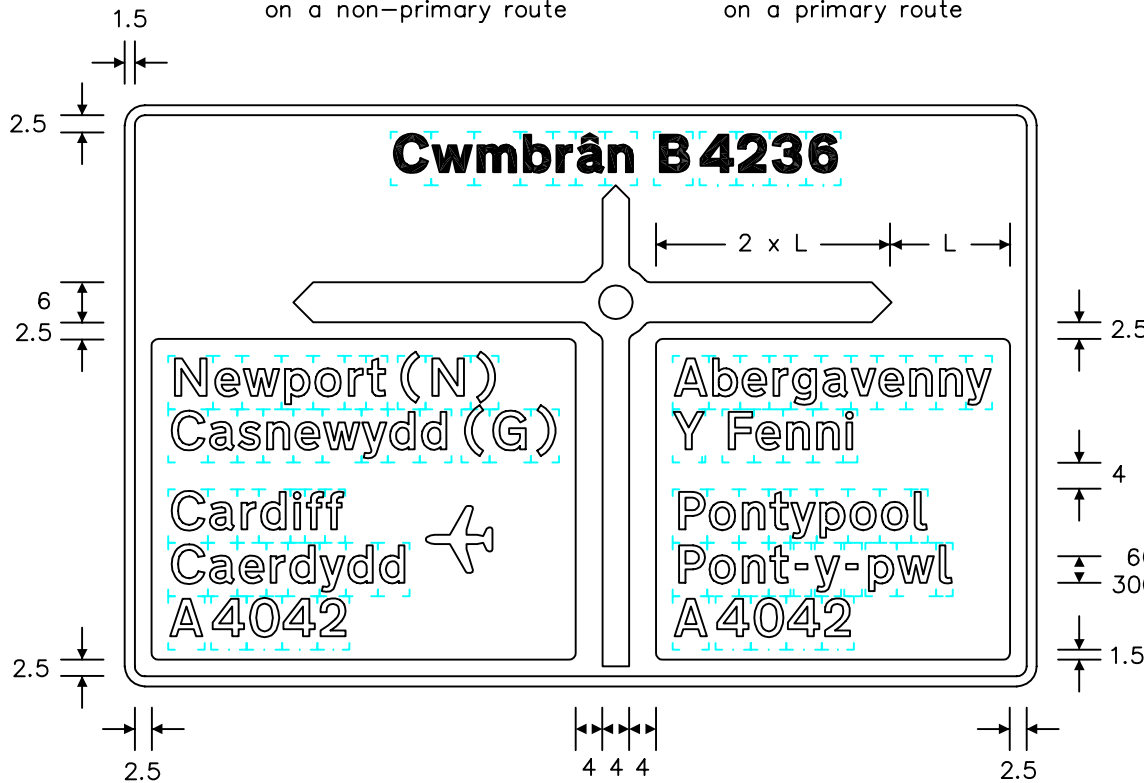 on a non-primary route
on a primary route
1.5
2.5
Cwmbrân B4236
2 x L
L
6
2.5
2.5
Newport (N)
Casnewydd (G)
Abergavenny
Y Fenni
4
Cardiff
Caerdydd
A4042
Pontypool
Pont-y-pwl
A4042
2.5
1.5
2.5
4 4 4
2.5